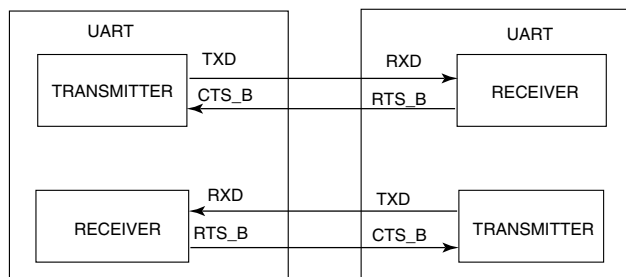 UART UART
TXD RXD
TRANSMITTER CTS_B RTS_B RECEIVER
RXD TXD
RECEIVER RTS_B CTS_B TRANSMITTER